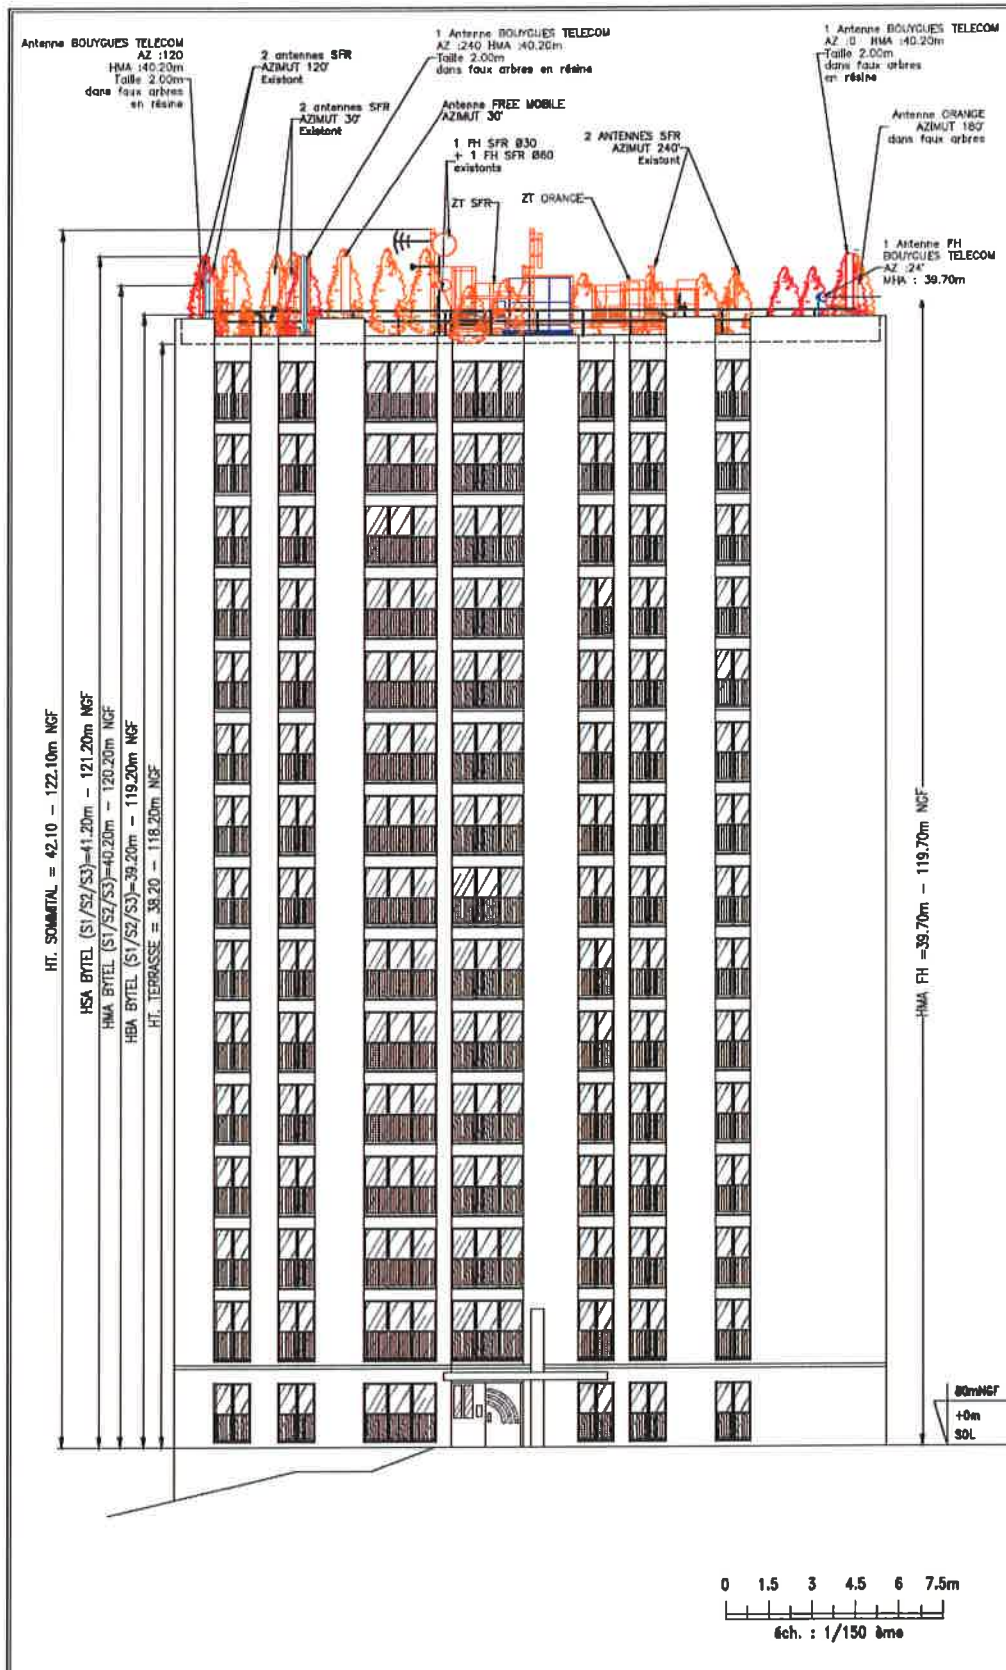 Antenne BOUYGUES TELECOM
AZ :120
HMA :40.20m
Taille 2.00m
dans faux arbres
en résine
2 antennes SFR
AZIMUT 120°
Existant
2 antennes SFR
AZIMUT 30°
Existant
1 Antenne BOUYGUES TELECOM
AZ :240 HMA :40.20m
Taille 2.00m
dans faux arbres en résine
Antenne FREE MOBILE
AZIMUT 30°
1 FH SFR Ø30
+ 1 FH SFR Ø60
existants
ZT SFR
ZT ORANGE
2 ANTENNES SFR
AZIMUT 240°
Existant
1 Antenne BOUYGUES TELECOM
AZ :0 HMA :40.20m
Taille 2.00m
dans faux arbres
en résine
Antenne ORANGE
AZIMUT 180°
dans faux arbres
1 Antenne FH
BOUYGUES TELECOM
AZ :24°
MHA : 39.70m
HT. SOMMITAL = 42.10 - 122.10m NGF
HSA BYTEL (S1/S2/S3)=41.20m - 121.20m NGF
HMA BYTEL (S1/S2/S3)=40.20m - 120.20m NGF
HBA BYTEL (S1/S2/S3)=39.20m - 119.20m NGF
HT. TERRASSE = 38.20 - 118.20m NGF
HMA FH =39.70m - 119.70m NGF
80mNGF
+0m
SOL
0 1.5 3 4.5 6 7.5m
éch. : 1/150 ème